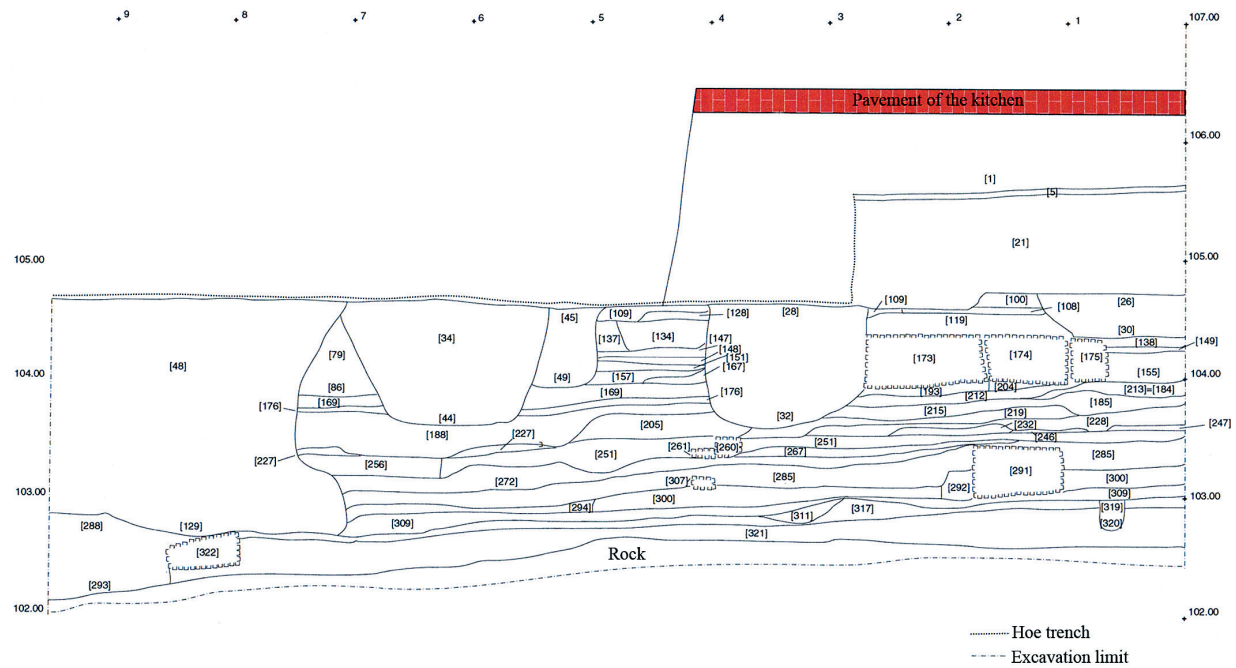 9 8 7 6 5 4 3 2 1 107.00
Pavement of the kitchen
106.00
[1]
[5]
[21]
105.00 105.00
[109] [100] [108] [26]
[45] [109] [128] [28] [119]
[34] [137] [134] [147] [30] [138] [149]
[148]
[79] [151] [173] [174] [175]
[48] [167] [155]
104.00 [49] [157] 104.00
[86] [169] [176] [193] [204] [213]=[184]
[176] [169] [212] [185]
[44] [32] [215] [219]
[188] [227] [205] [232] [228] [247]
[261] [260] [251] [246]
[227] [256] [251] [267] [285]
[272] [307] [285] [291] [300]
103.00 [300] [292] [309] 103.00
[294] [317] [319]
[288] [129] [309] [311] [320]
[321]
[322] Rock
[293]
102.00 102.00
Hoe trench
Excavation limit